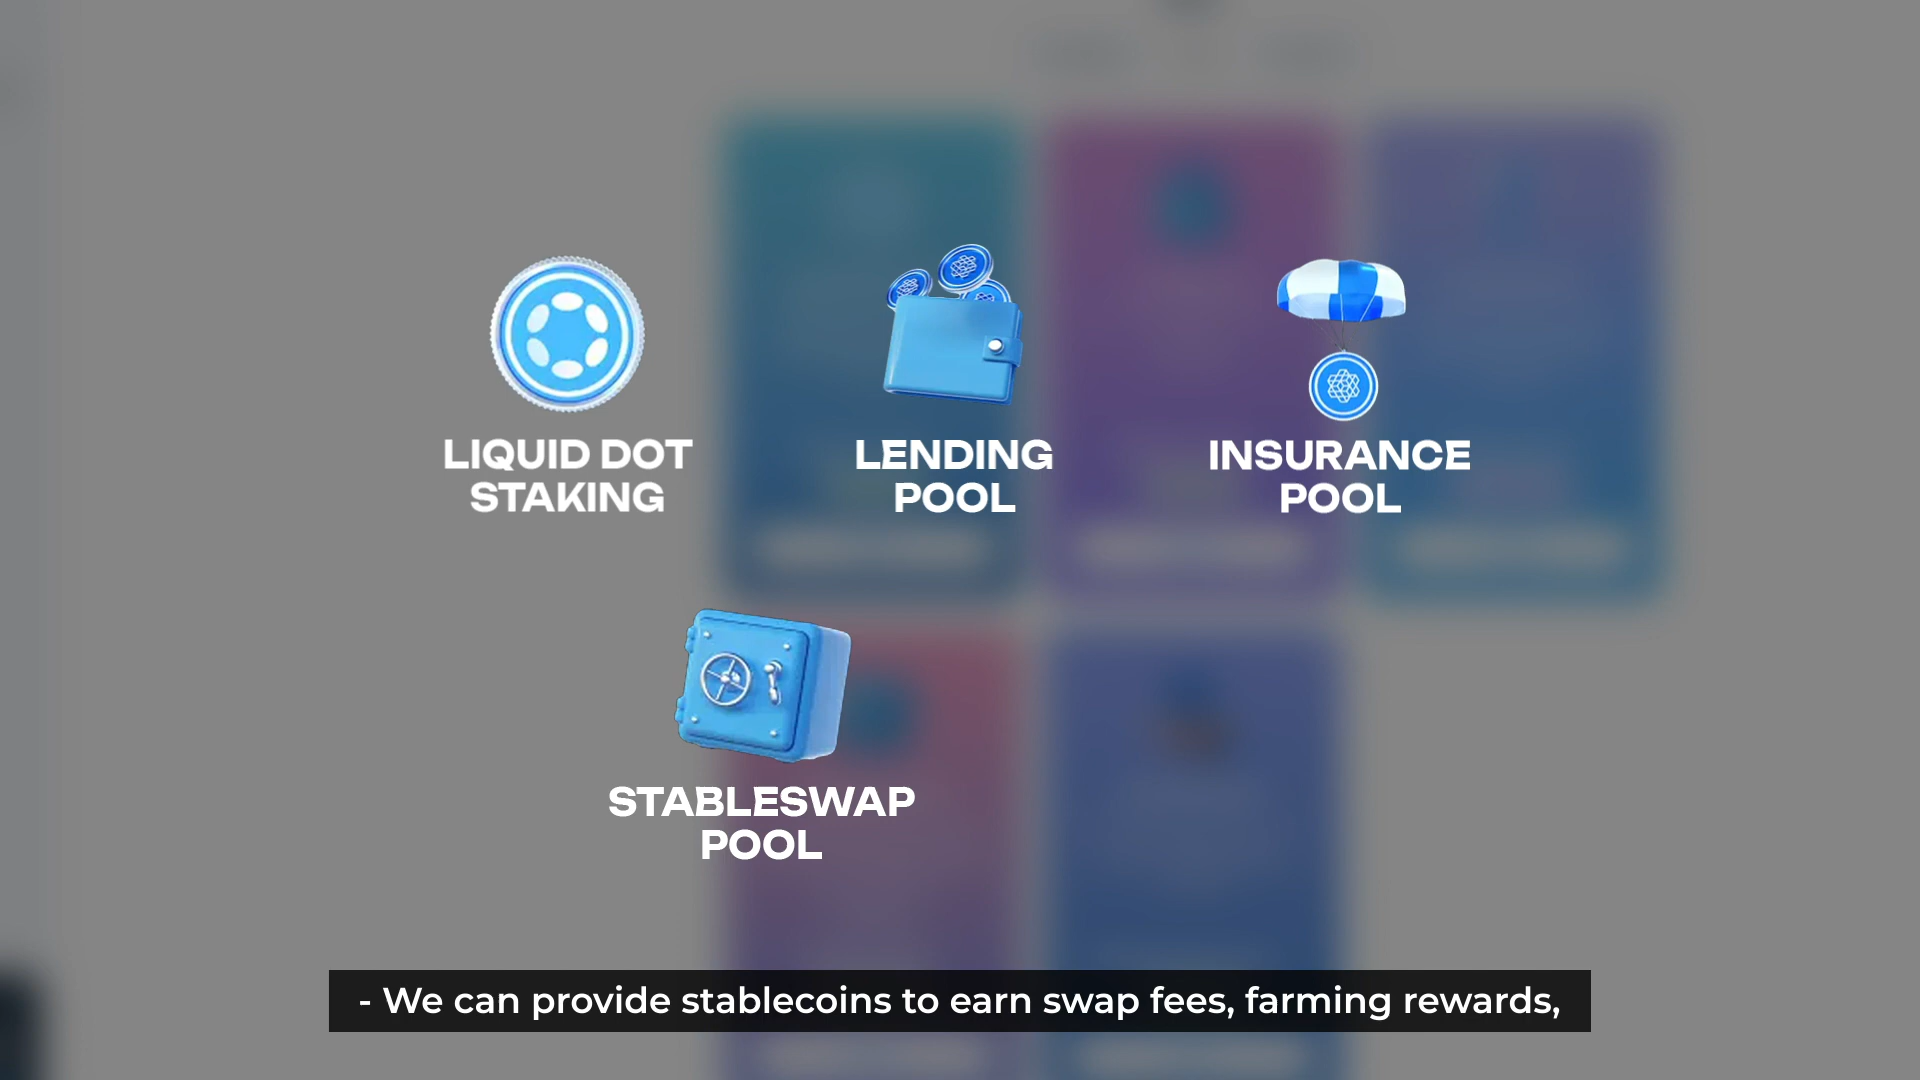 LIQUID DOT
STAKING
LENDING
POOL
INSURANCE
POOL
STABLESWAP
POOL
- We can provide stablecoins to earn swap fees, farming rewards,